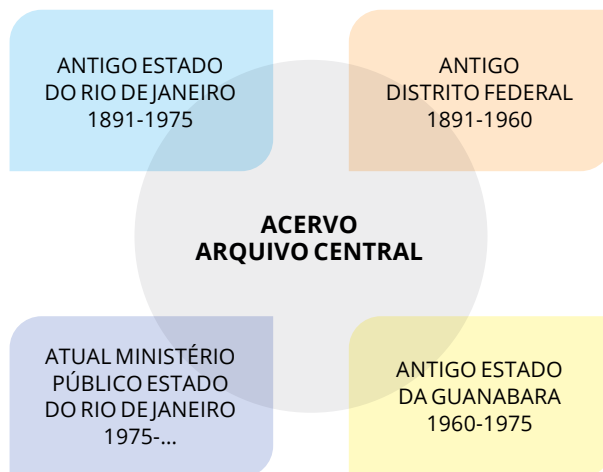 ANTIGO ESTADO
DO RIO DE JANEIRO
1891-1975
ANTIGO
DISTRITO FEDERAL
1891-1960
ACERVO
ARQUIVO CENTRAL
ATUAL MINISTÉRIO
PÚBLICO ESTADO
DO RIO DE JANEIRO
1975-...
ANTIGO ESTADO
DA GUANABARA
1960-1975